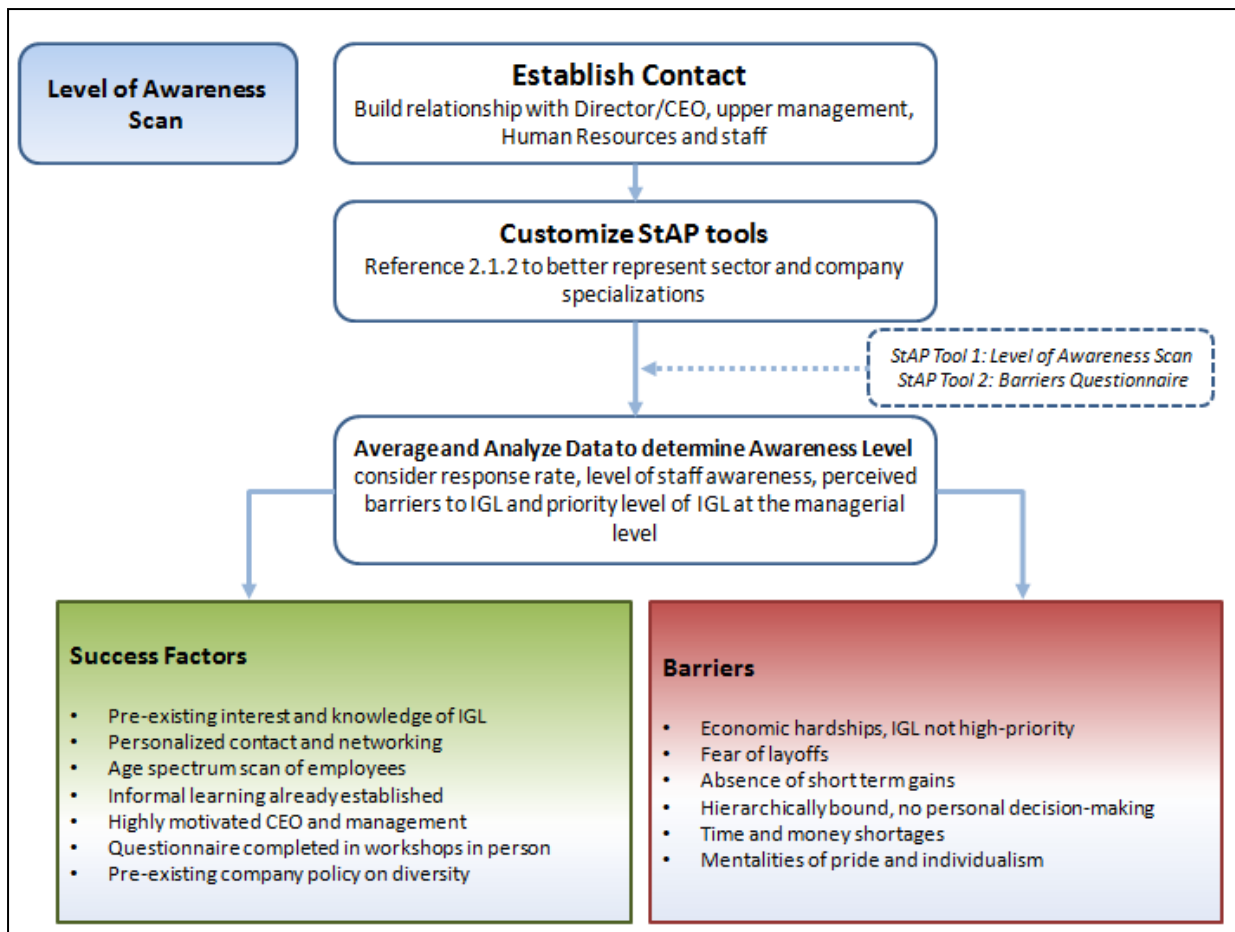 Level of Awareness
Scan
Establish Contact
Build relationship with Director/CEO, upper management,
Human Resources and staff
Customize StAP tools
Reference 2.1.2 to better represent sector and company
specializations
StAP Tool 1: Level of Awareness Scan
StAP Tool 2: Barriers Questionnaire
Average and Analyze Data to determine Awareness Level
consider response rate, level of staff awareness, perceived
barriers to IGL and priority level of IGL at the managerial
level
Success Factors
• Pre-existing interest and knowledge of IGL
• Personalized contact and networking
• Age spectrum scan of employees
• Informal learning already established
• Highly motivated CEO and management
• Questionnaire completed in workshops in person
• Pre-existing company policy on diversity
Barriers
• Economic hardships, IGL not high-priority
• Fear of layoffs
• Absence of short term gains
• Hierarchically bound, no personal decision-making
• Time and money shortages
• Mentalities of pride and individualism